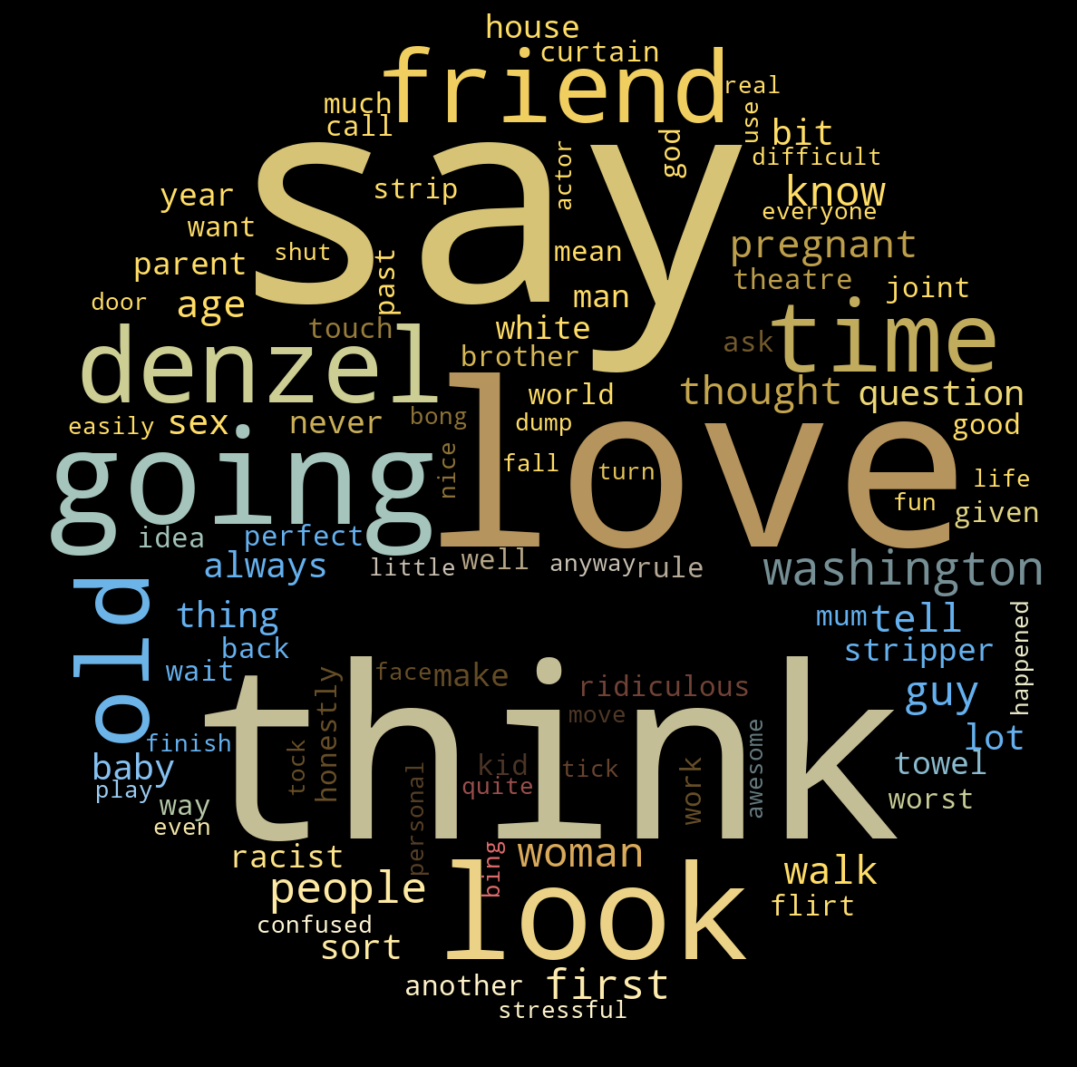 house
curtain
friend
real
much
call
use
bit
god
actor
difficult
say
strip
know
year
everyone
want
pregnant
shut
mean
parent
past
theatre
joint
door
age
man
touch
white
time
denzel
brother
ask
world
thought
question
easily
sex
never
bong
dump
good
going
nice
love
fall
turn
life
fun
given
idea
perfect
always
little
well
anyway
rule
washington
old
thing
mum
tell
happened
back
stripper
wait
face
make
ridiculous
guy
honestly
think
move
finish
tock
lot
baby
kid
tick
awesome
towel
play
personal
quite
work
way
worst
even
racist
bing
woman
walk
people
look
flirt
confused
sort
another
first
stressful